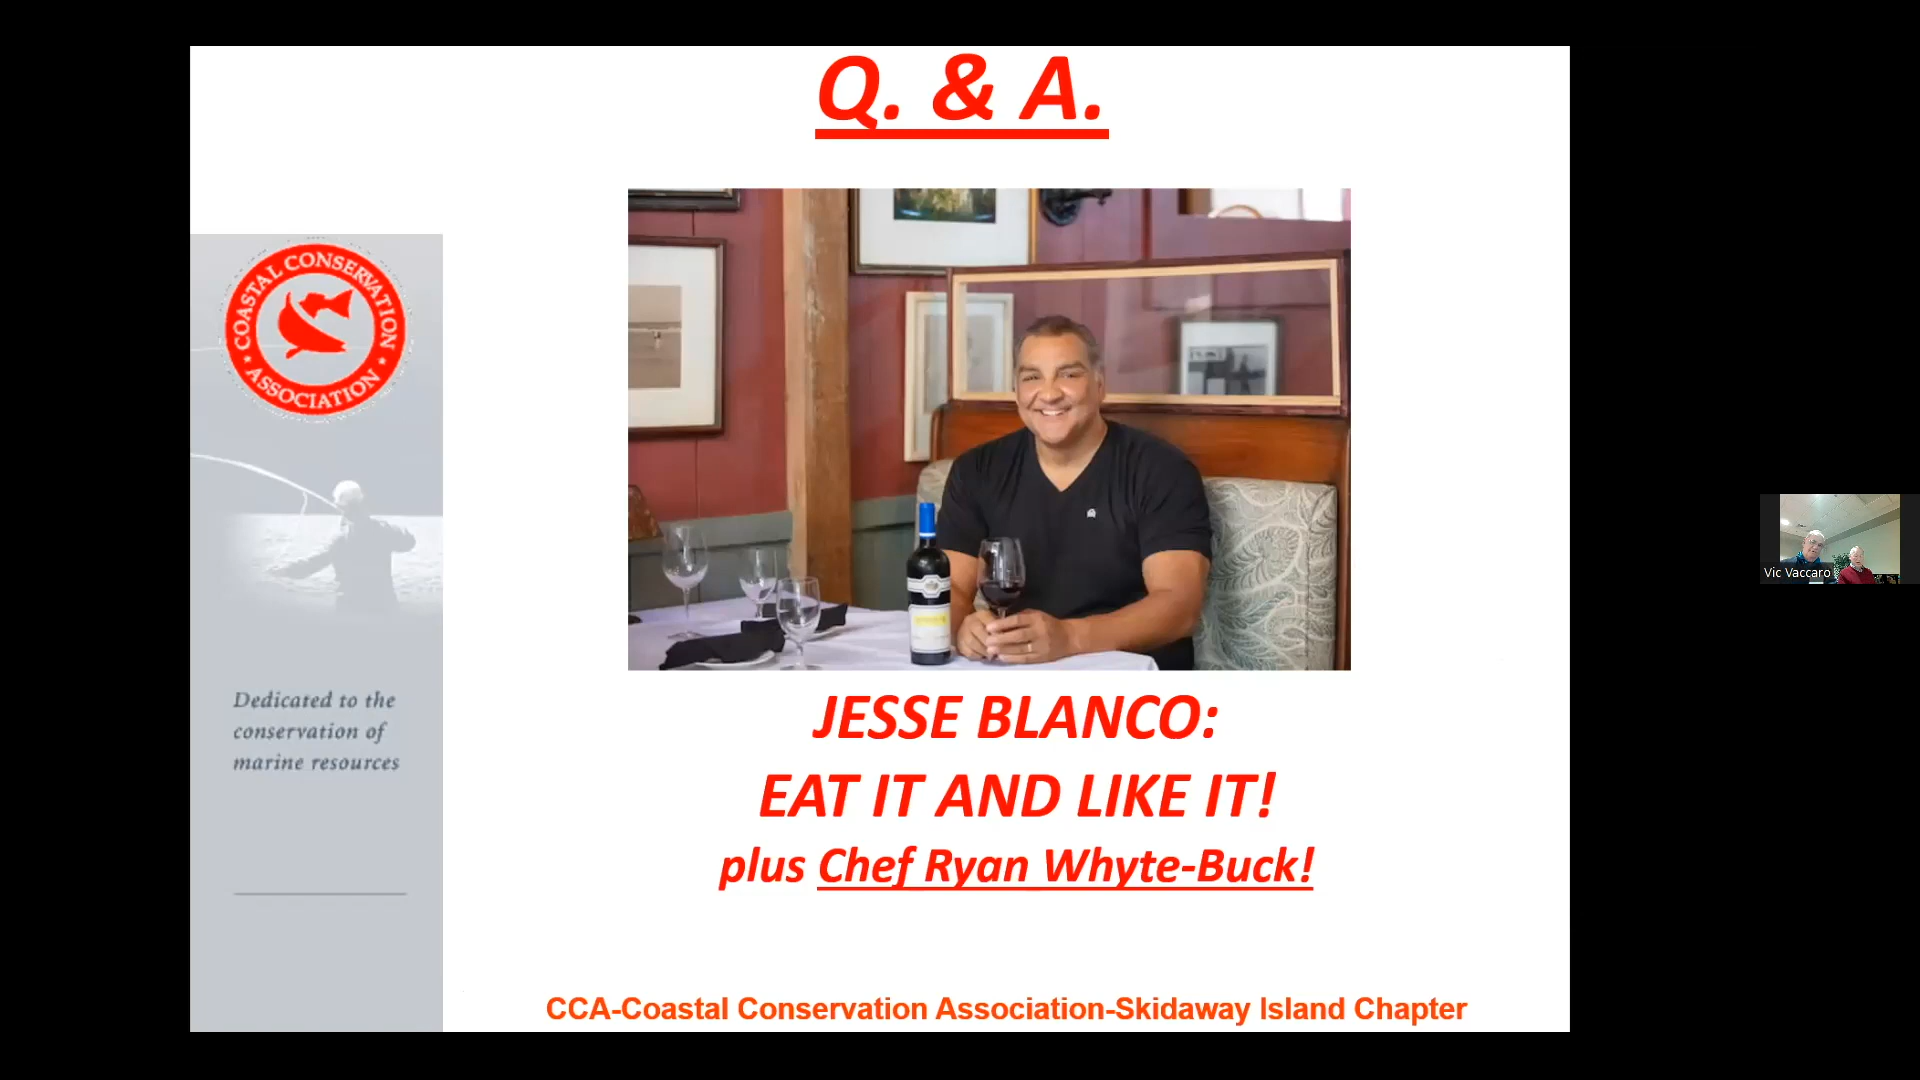 Q. & A.
COASTAL CONSERVATION
ASSOCIATION
Dedicated to the
conservation of
marine resources
JESSE BLANCO:
EAT IT AND LIKE IT!
plus Chef Ryan Whyte-Buck!
CCA-Coastal Conservation Association-Skidaway Island Chapter
Vic Vaccaro